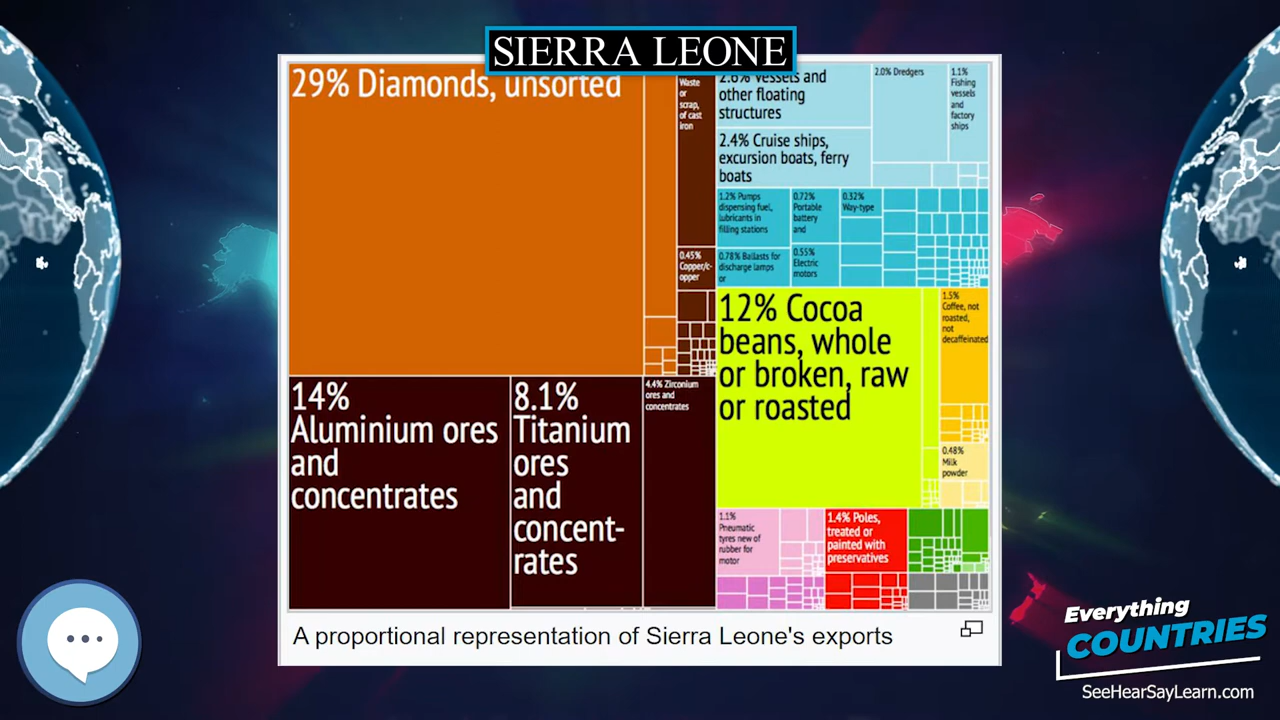 SIERRA LEONE
29% Diamonds, unsorted
Waste
or
scrap,
of cast
iron
2.6% Vessels and
other floating
structures
2.0% Dredgers
1.1%
Fishing
vessels
and
factory
ships
2.4% Cruise ships,
excursion boats, ferry
boats
1.2% Pumps
dispensing fuel,
lubricants in
filling stations
0.72%
Portable
battery
and
0.32%
Way-type
0.45%
Copper/c-
opper
0.78% Ballasts for
discharge lamps
or
0.55%
Electric
motors
12% Cocoa
beans, whole
or broken, raw
or roasted
1.5%
Coffee, not
roasted,
not
decaffeinated
14%
Aluminium ores
and
concentrates
8.1%
Titanium
ores
and
concent-
rates
4.4% Zirconium
ores and
concentrates
0.48%
Milk
powder
1.1%
Pneumatic
tyres new of
rubber for
motor
1.4% Poles,
treated or
painted with
preservatives
A proportional representation of Sierra Leone's exports
Everything
COUNTRIES
SeeHearSayLearn.com